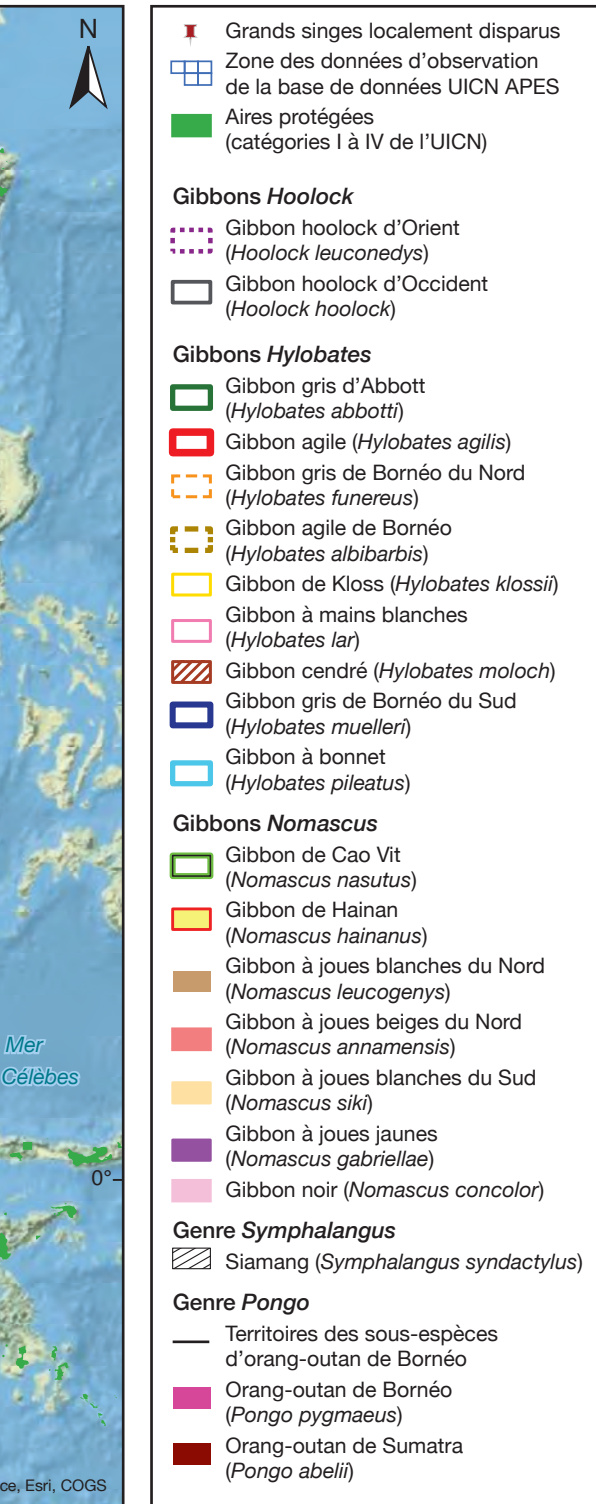 N
Mer
Célèbes
0°
ce, Esri, COGS
Grands singes localement disparus
Zone des données d’observation
de la base de données UICN APES
Aires protégées
(catégories I à IV de l’UICN)
Gibbons Hoolock
Gibbon hoolock d’Orient
(Hoolock leuconedys)
Gibbon hoolock d’Occident
(Hoolock hoolock)
Gibbons Hylobates
Gibbon gris d’Abbott
(Hylobates abbotti)
Gibbon agile (Hylobates agilis)
Gibbon gris de Bornéo du Nord
(Hylobates funereus)
Gibbon agile de Bornéo
(Hylobates albibarbis)
Gibbon de Kloss (Hylobates klossii)
Gibbon à mains blanches
(Hylobates lar)
Gibbon cendré (Hylobates moloch)
Gibbon gris de Bornéo du Sud
(Hylobates muelleri)
Gibbon à bonnet
(Hylobates pileatus)
Gibbons Nomascus
Gibbon de Cao Vit
(Nomascus nasutus)
Gibbon de Hainan
(Nomascus hainanus)
Gibbon à joues blanches du Nord
(Nomascus leucogenys)
Gibbon à joues beiges du Nord
(Nomascus annamensis)
Gibbon à joues blanches du Sud
(Nomascus siki)
Gibbon à joues jaunes
(Nomascus gabriellae)
Gibbon noir (Nomascus concolor)
Genre Symphalangus
Siamang (Symphalangus syndactylus)
Genre Pongo
Territoires des sous-espèces
d’orang-outan de Bornéo
Orang-outan de Bornéo
(Pongo pygmaeus)
Orang-outan de Sumatra
(Pongo abelii)